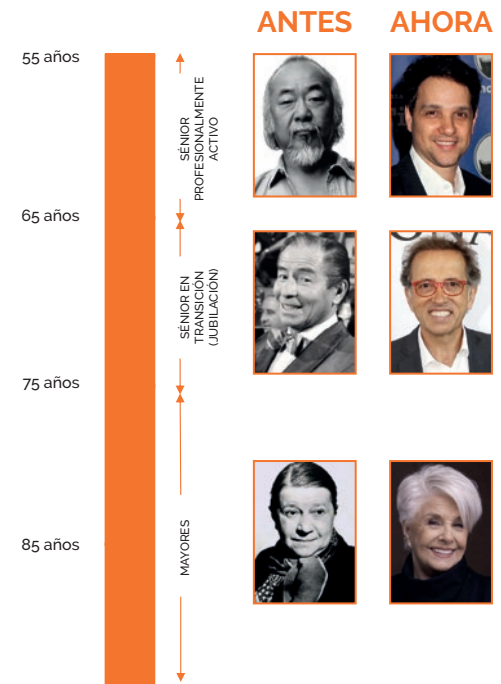 ANTES AHORA
55 años
SÉNIOR
PROFESIONALMENTE
ACTIVO
65 años
SÉNIOR EN
TRANSICIÓN
(JUBILACIÓN)
75 años
MAYORES
85 años